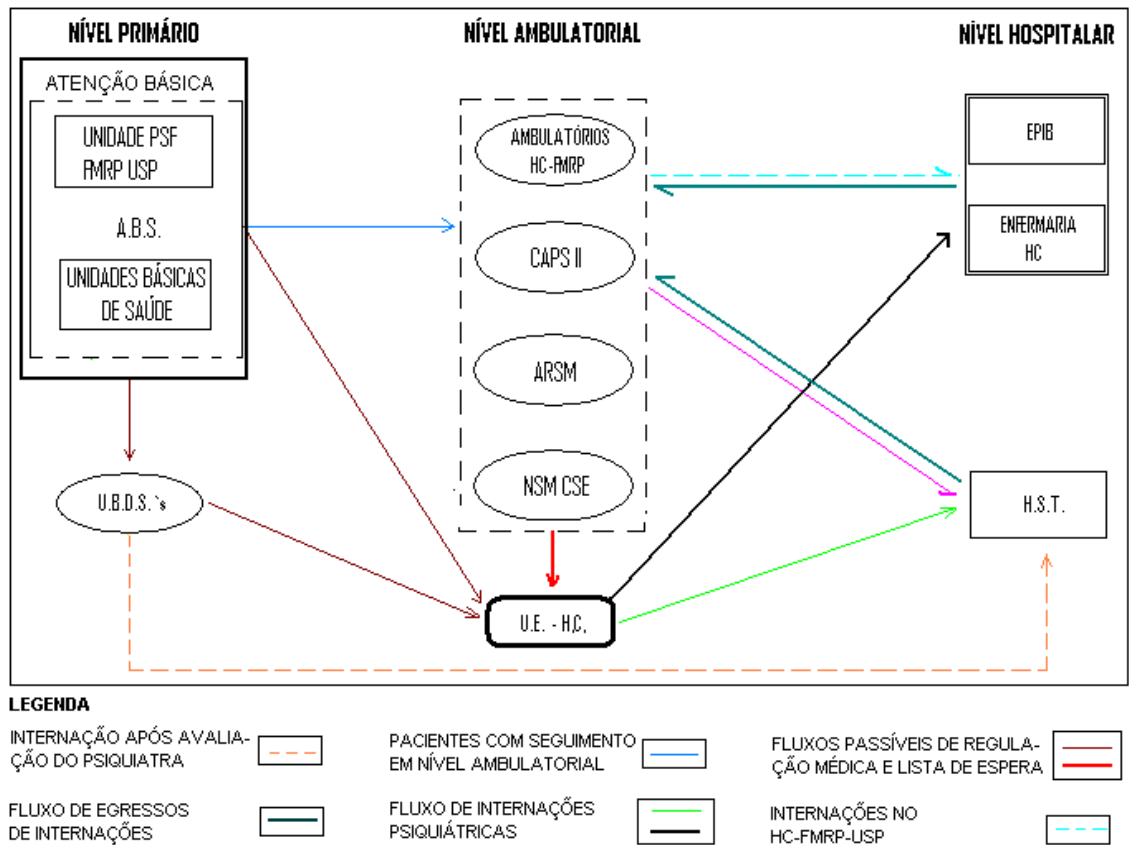 NÍVEL PRIMÁRIO
NÍVEL AMBULATORIAL
NÍVEL HOSPITALAR
ATENÇÃO BÁSICA
UNIDADE PSF
FMRP USP
A.B.S.
UNIDADES BÁSICAS
DE SAÚDE
U.B.D.S.`s
AMBULATÓRIOS
HC-FMRP
CAPS II
ARSM
NSM CSE
U.E. - H,C,
EPIB
ENFERMARIA
HC
H.S.T.
LEGENDA
INTERNAÇÃO APÓS AVALIA-
ÇÃO DO PSIQUIATRA
PACIENTES COM SEGUIMENTO
EM NÍVEL AMBULATORIAL
FLUXOS PASSÍVEIS DE REGULA-
ÇÃO MÉDICA E LISTA DE ESPERA
FLUXO DE EGRESSOS
DE INTERNAÇÕES
FLUXO DE INTERNAÇÕES
PSIQUIÁTRICAS
INTERNAÇÕES NO
HC-FMRP-USP